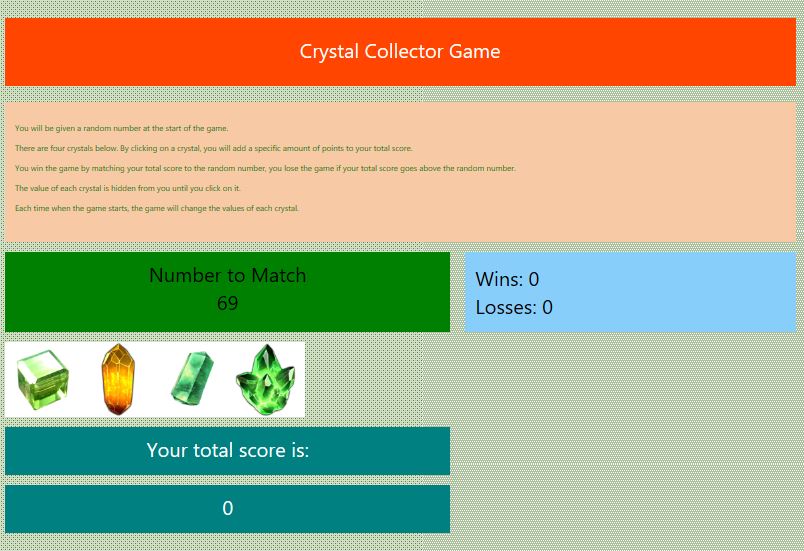 Crystal Collector Game
You will be given a random number at the start of the game.
There are four crystals below. By clicking on a crystal, you will add a specific amount of points to your total score.
You win the game by matching your total score to the random number, you lose the game if your total score goes above the random number.
The value of each crystal is hidden from you until you click on it.
Each time when the game starts, the game will change the values of each crystal.
Number to Match
69
Wins: 0
Losses: 0
Your total score is:
0